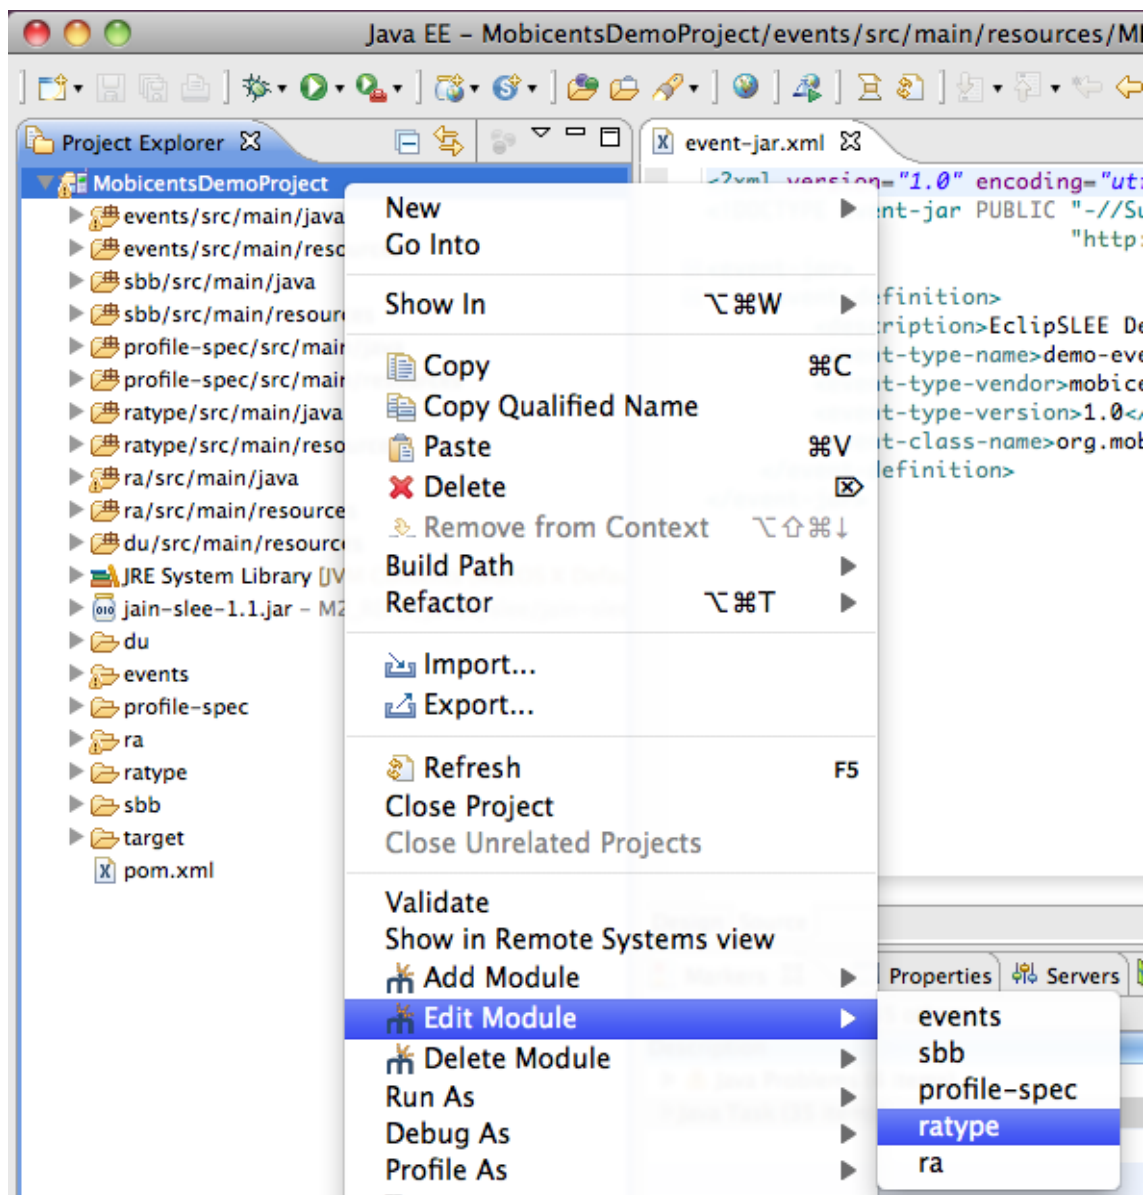 Java EE – MobicentsDemoProject/events/src/main/resources/M
Project Explorer
event-jar.xml
MobicentsDemoProject
events/src/main/java
events/src/main/reso
sbb/src/main/java
sbb/src/main/resour
profile-spec/src/mai
profile-spec/src/mai
ratype/src/main/java
ratype/src/main/reso
ra/src/main/java
ra/src/main/resource
du/src/main/resourc
JRE System Library [JV
jain-slee-1.1.jar – M2
du
events
profile-spec
ra
ratype
sbb
target
pom.xml
<?xml version="1.0" encoding="ut
nt-jar PUBLIC "-//Su
"http:
finition>
ription>EclipSLEE De
t-type-name>demo-eve
t-type-vendor>mobice
t-type-version>1.0</
t-class-name>org.mob
efinition>
New
Go Into
Show In ⌥⌘W
Copy ⌘C
Copy Qualified Name
Paste ⌘V
Delete ⌦
Remove from Context ⌥⇧⌘↓
Build Path
Refactor ⌥⌘T
Import...
Export...
Refresh F5
Close Project
Close Unrelated Projects
Validate
Show in Remote Systems view
Add Module
Edit Module
Delete Module
Run As
Debug As
Profile As
Properties
Servers
events
sbb
profile-spec
ratype
ra